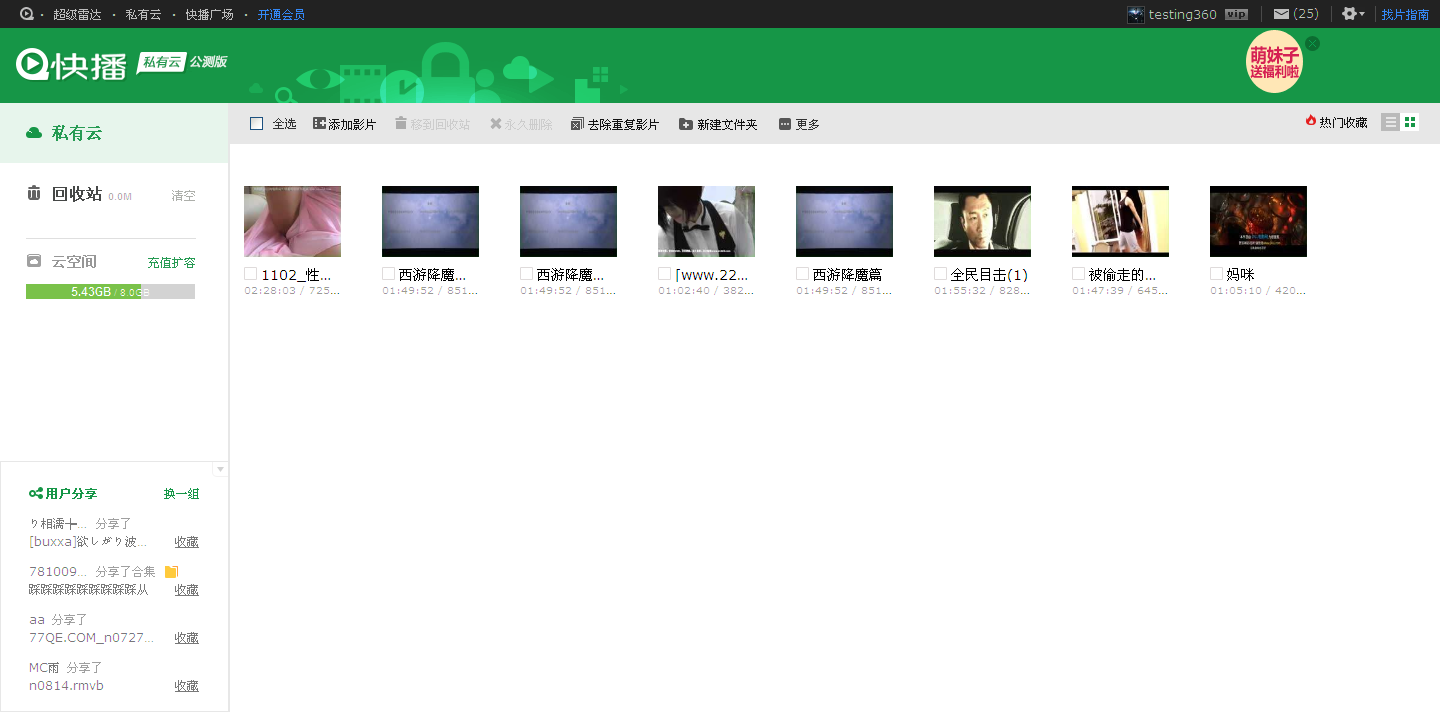 超级雷达 · 私有云 · 快播广场 · 开通会员
testing360 vip (25) 找片指南
快播 私有云 公测版
萌妹子
送福利啦
私有云
全选 添加影片 移到回收站 永久删除 去除重复影片 新建文件夹 更多 热门收藏
回收站 0.0M 清空
云空间 充值扩容
5.43GB / 8.0GB
1102_性...
02:28:03 / 725...
西游降魔...
01:49:52 / 851...
西游降魔...
01:49:52 / 851...
[www.22...
01:02:40 / 382...
西游降魔篇
01:49:52 / 851...
全民目击(1)
01:55:32 / 828...
被偷走的...
01:47:39 / 645...
妈咪
01:05:10 / 420...
用户分享 换一组
り相濡╋... 分享了
[buxxa]欲しがり波... 收藏
781009... 分享了合集
踩踩踩踩踩踩踩踩踩从 收藏
aa 分享了
77QE.COM_n0727... 收藏
MC雨 分享了
n0814.rmvb 收藏